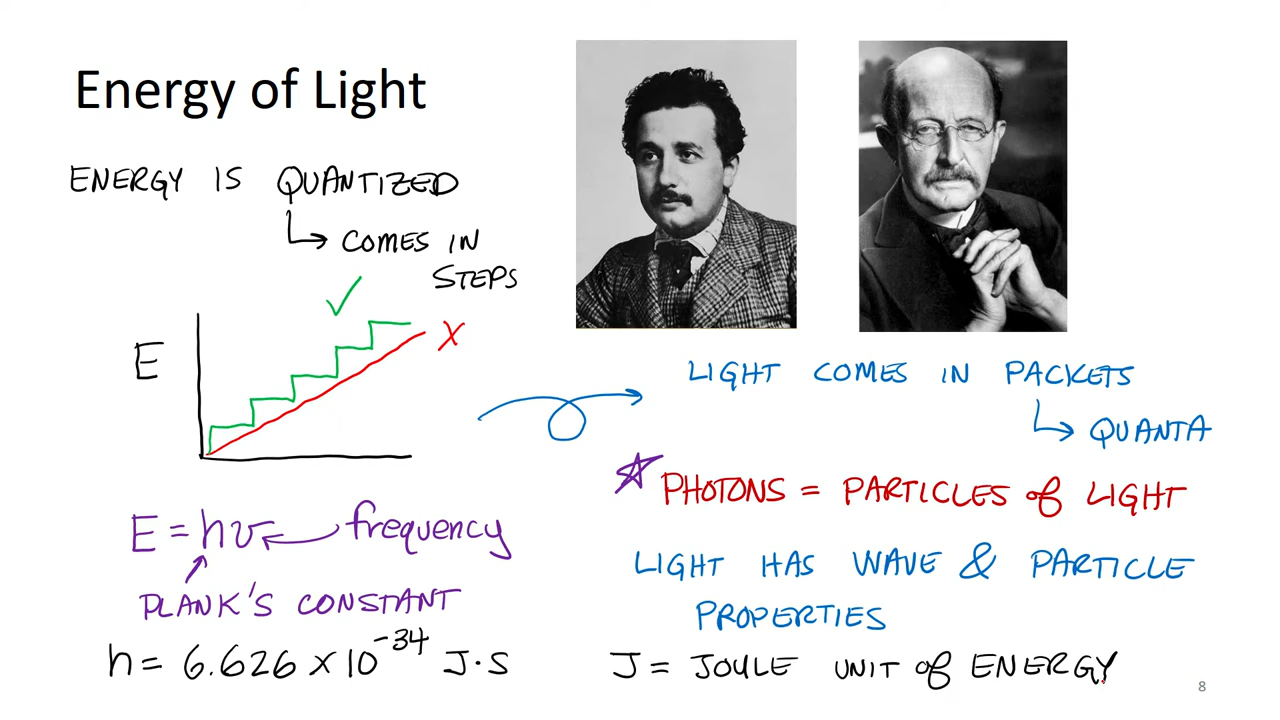 Energy of Light
ENERGY IS QUANTIZED
COMES IN
STEPS
E
X
E = hν
frequency
PLANK'S CONSTANT
h = 6.626 x 10⁻³⁴ J·S
LIGHT COMES IN PACKETS
QUANTA
PHOTONS = PARTICLES of LIGHT
LIGHT HAS WAVE & PARTICLE
PROPERTIES
J = JOULE UNIT of ENERGY
8